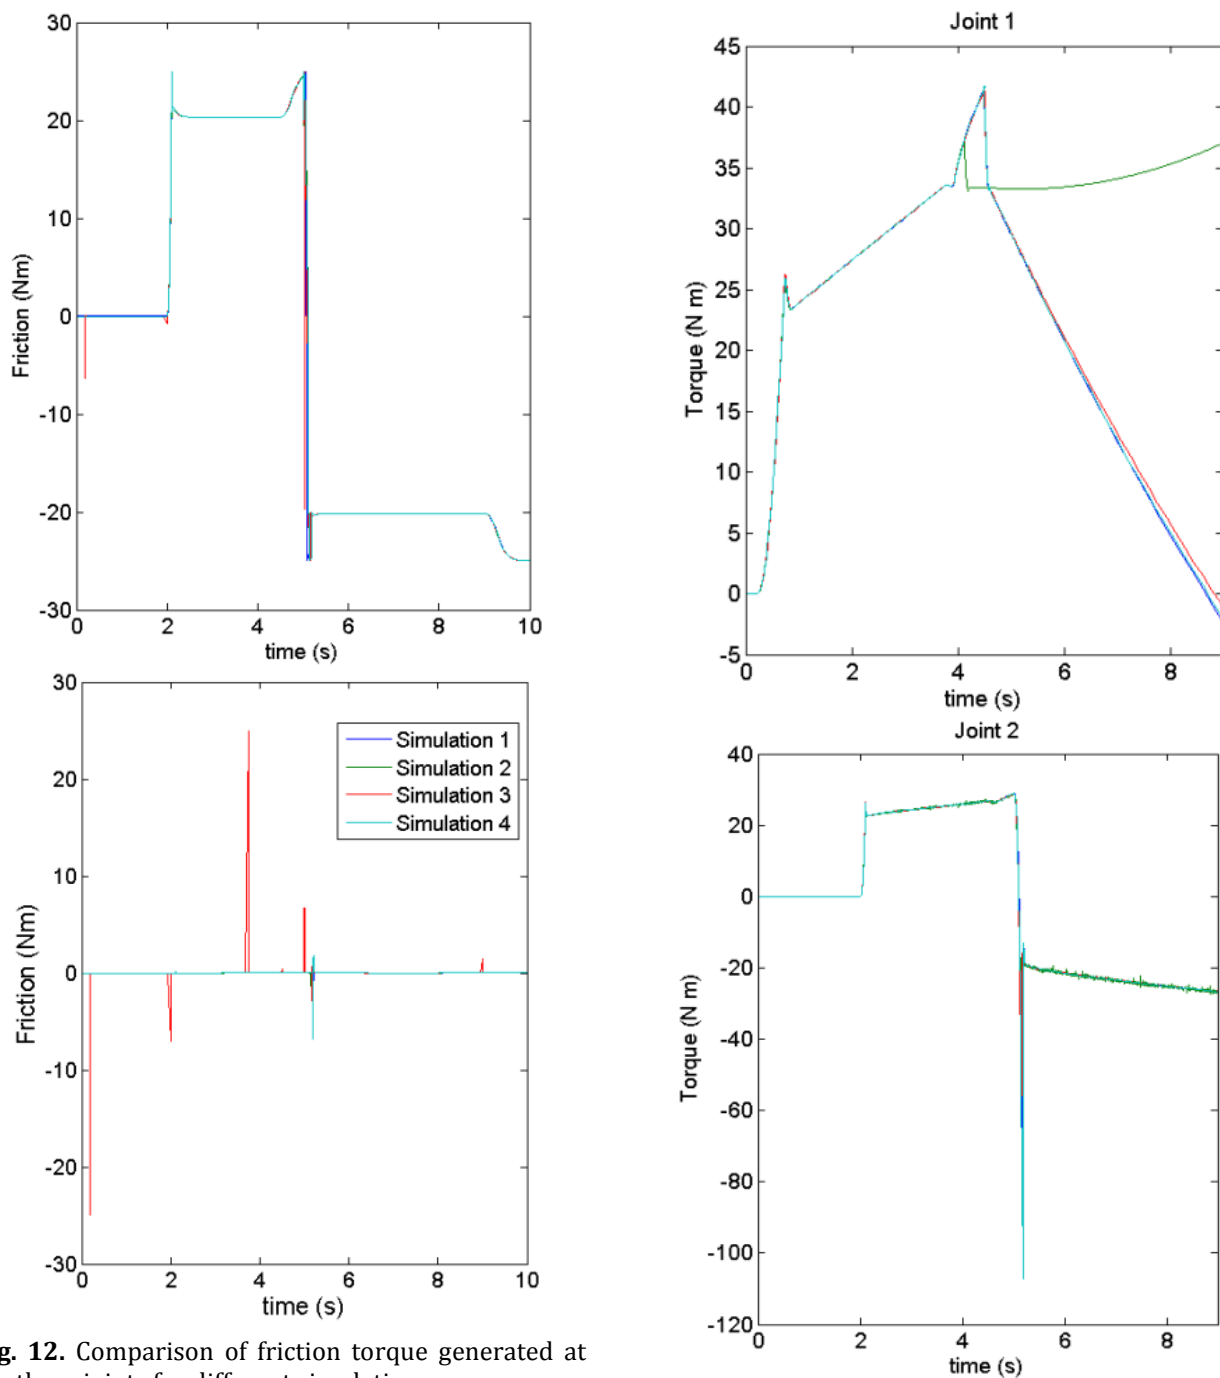 30
20
10
0
-10
-20
-30
0 2 4 6 8 10
Friction (Nm)
time (s)
30
20
10
0
-10
-20
-30
0 2 4 6 8 10
Friction (Nm)
time (s)
Simulation 1
Simulation 2
Simulation 3
Simulation 4
g. 12. Comparison of friction torque generated at
Joint 1
45
40
35
30
25
20
15
10
5
0
-5
0 2 4 6 8
Torque (N m)
time (s)
Joint 2
40
20
0
-20
-40
-60
-80
-100
-120
0 2 4 6 8
Torque (N m)
time (s)